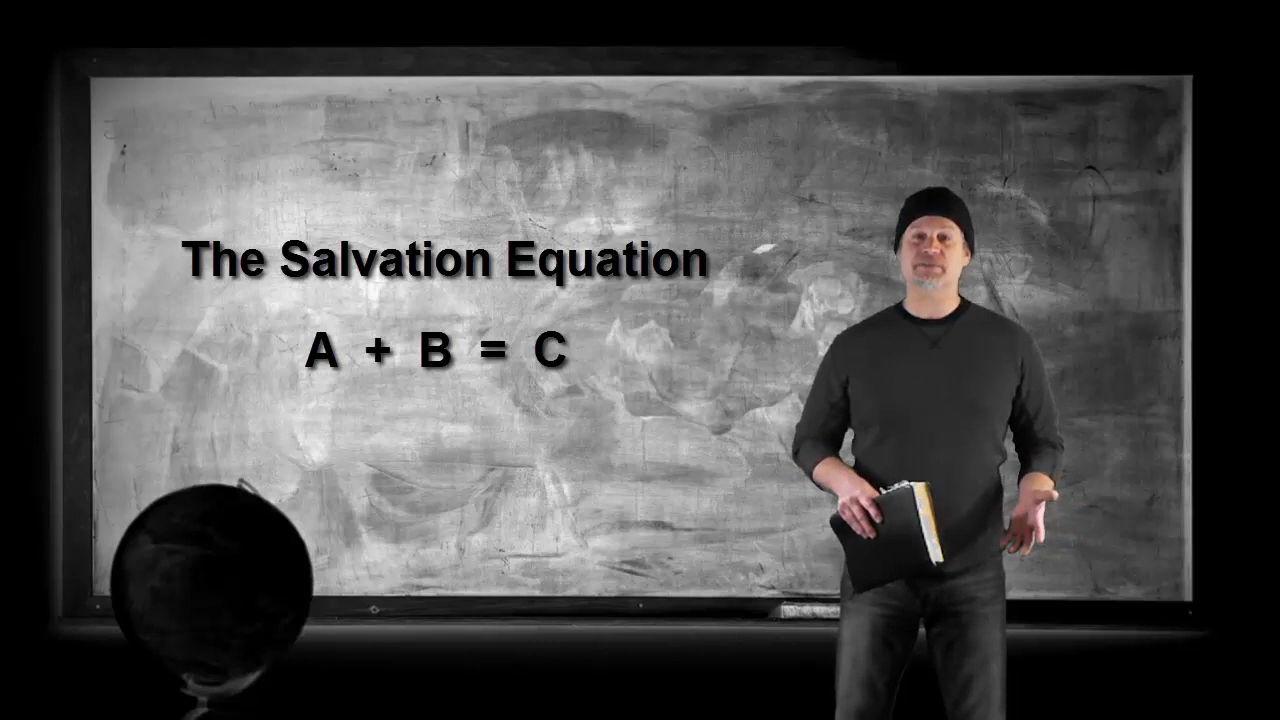 The Salvation Equation
A + B = C